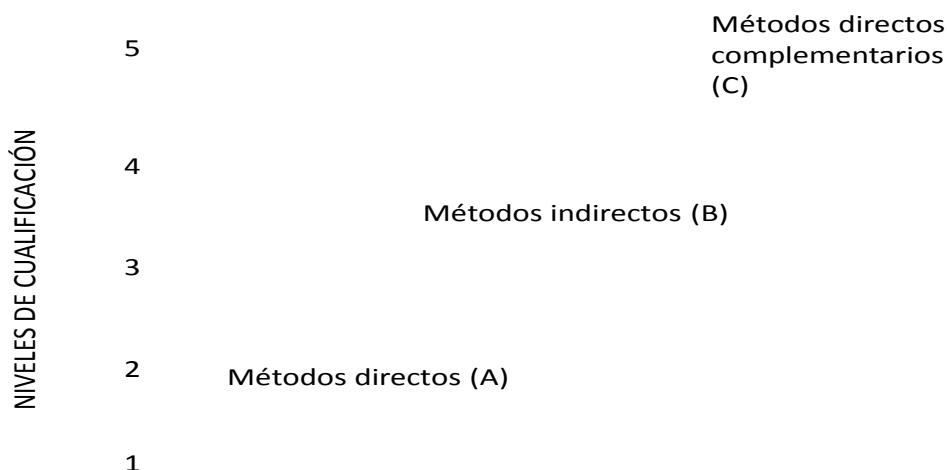 Métodos directos
complementarios
(C)
5
4
Métodos indirectos (B)
3
2
Métodos directos (A)
1
NIVELES DE CUALIFICACIÓN